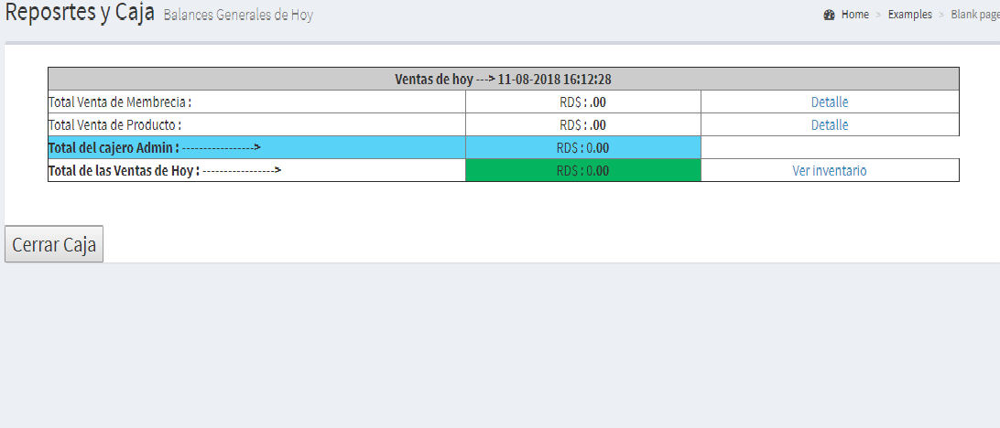 Reposrtes y Caja Balances Generales de Hoy
Home > Examples > Blank page
Ventas de hoy ---> 11-08-2018 16:12:28
Total Venta de Membrecia : RD$ : .00 Detalle
Total Venta de Producto : RD$ : .00 Detalle
Total del cajero Admin : -----------------> RD$ : 0.00
Total de las Ventas de Hoy : -----------------> RD$ : 0.00 Ver inventario
Cerrar Caja